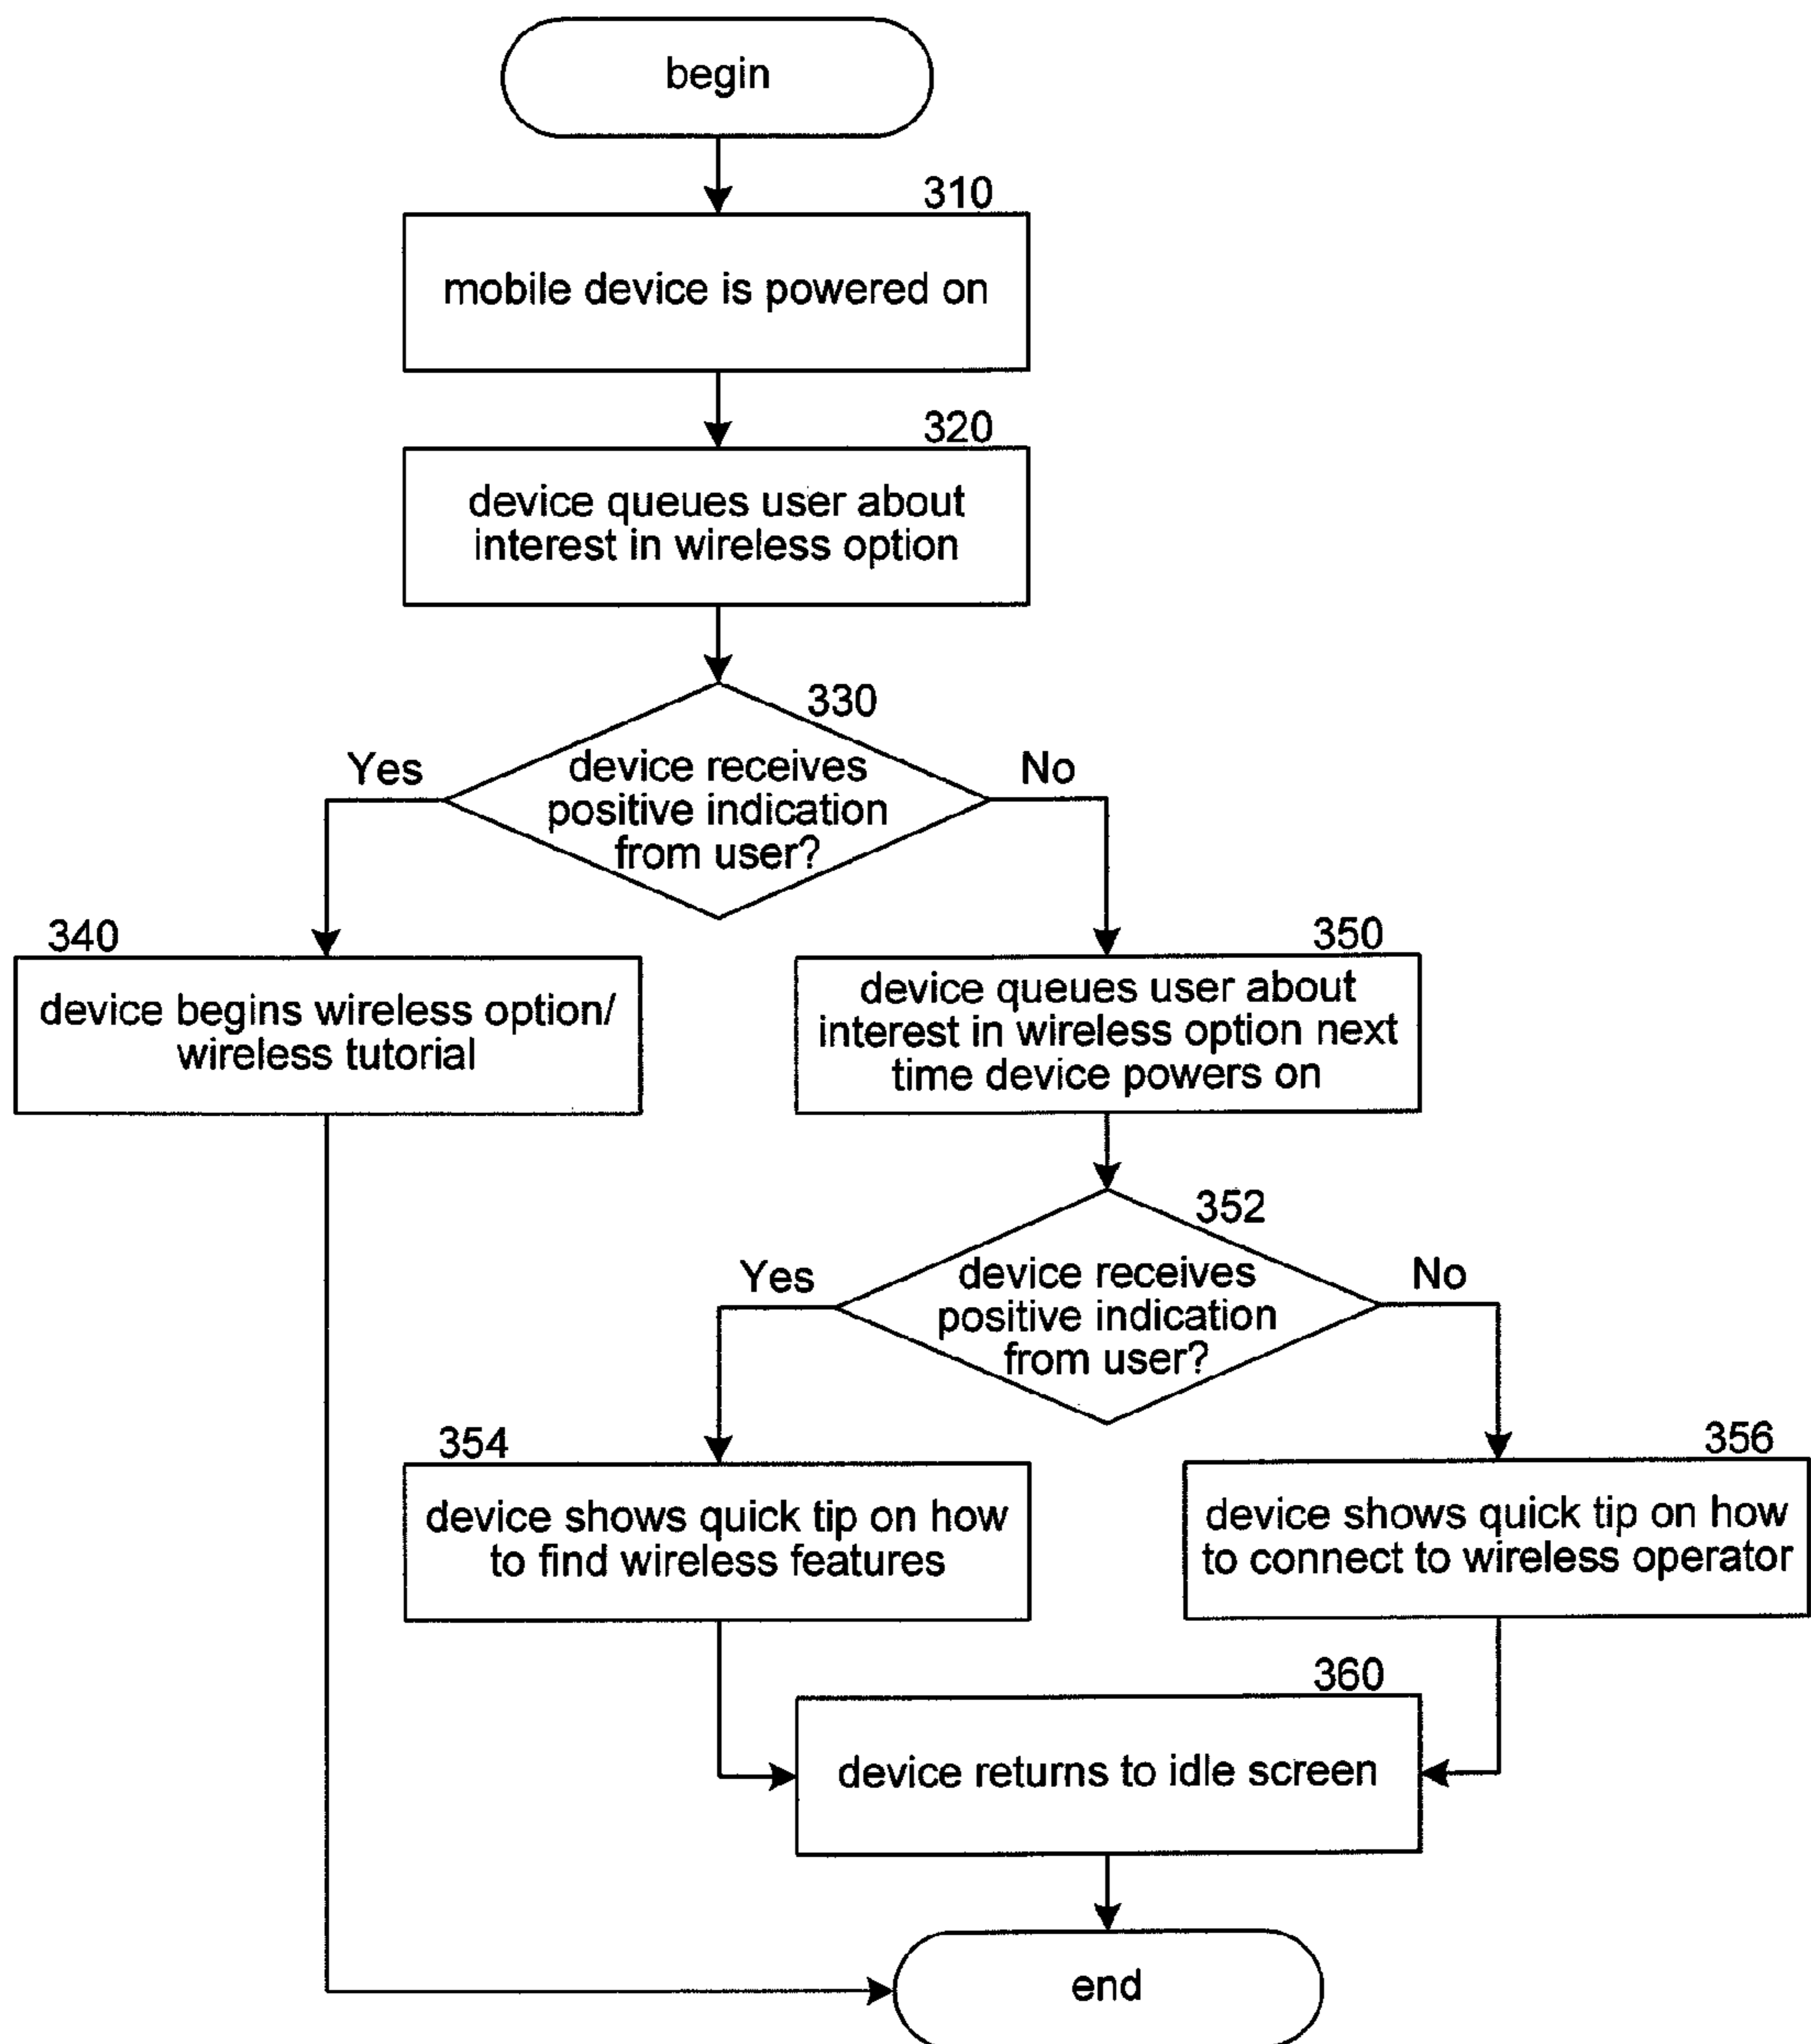 begin
310
mobile device is powered on
320
device queues user about
interest in wireless option
330
Yes
device receives
positive indication
from user?
No
340
device begins wireless option/
wireless tutorial
350
device queues user about
interest in wireless option next
time device powers on
352
Yes
device receives
positive indication
from user?
No
354
device shows quick tip on how
to find wireless features
356
device shows quick tip on how
to connect to wireless operator
360
device returns to idle screen
end